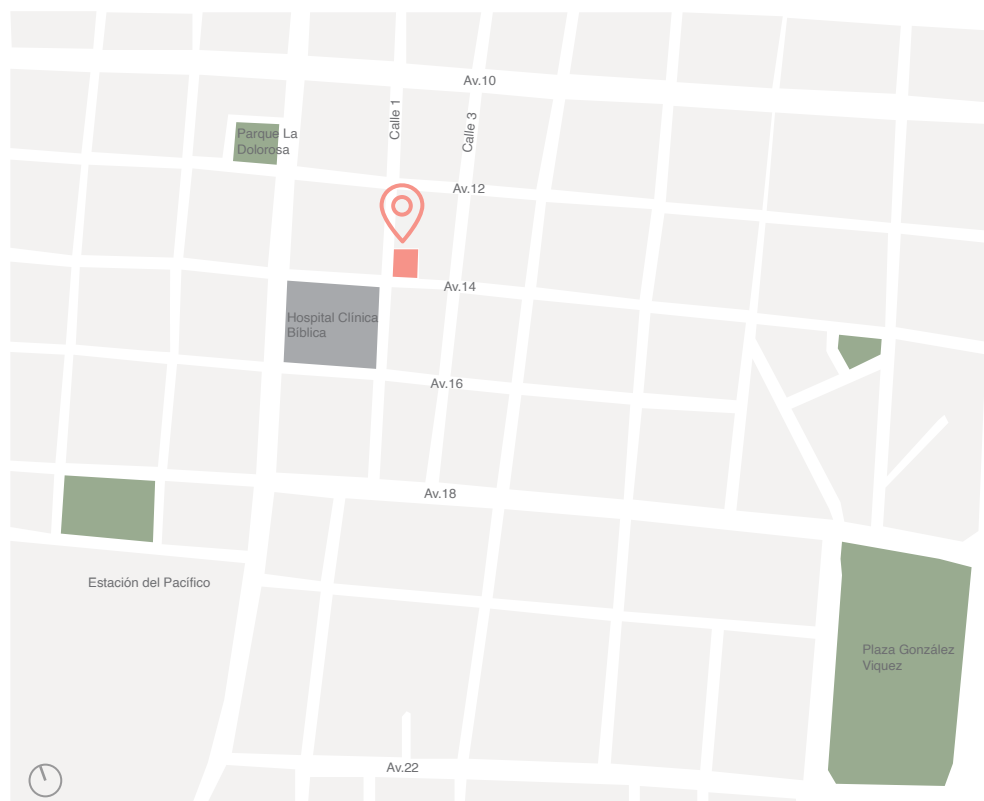 Av.10
Calle 1
Calle 3
Parque La
Dolorosa
Av.12
Av.14
Hospital Clínica
Bíblica
Av.16
Av.18
Estación del Pacífico
Plaza González
Viquez
Av.22